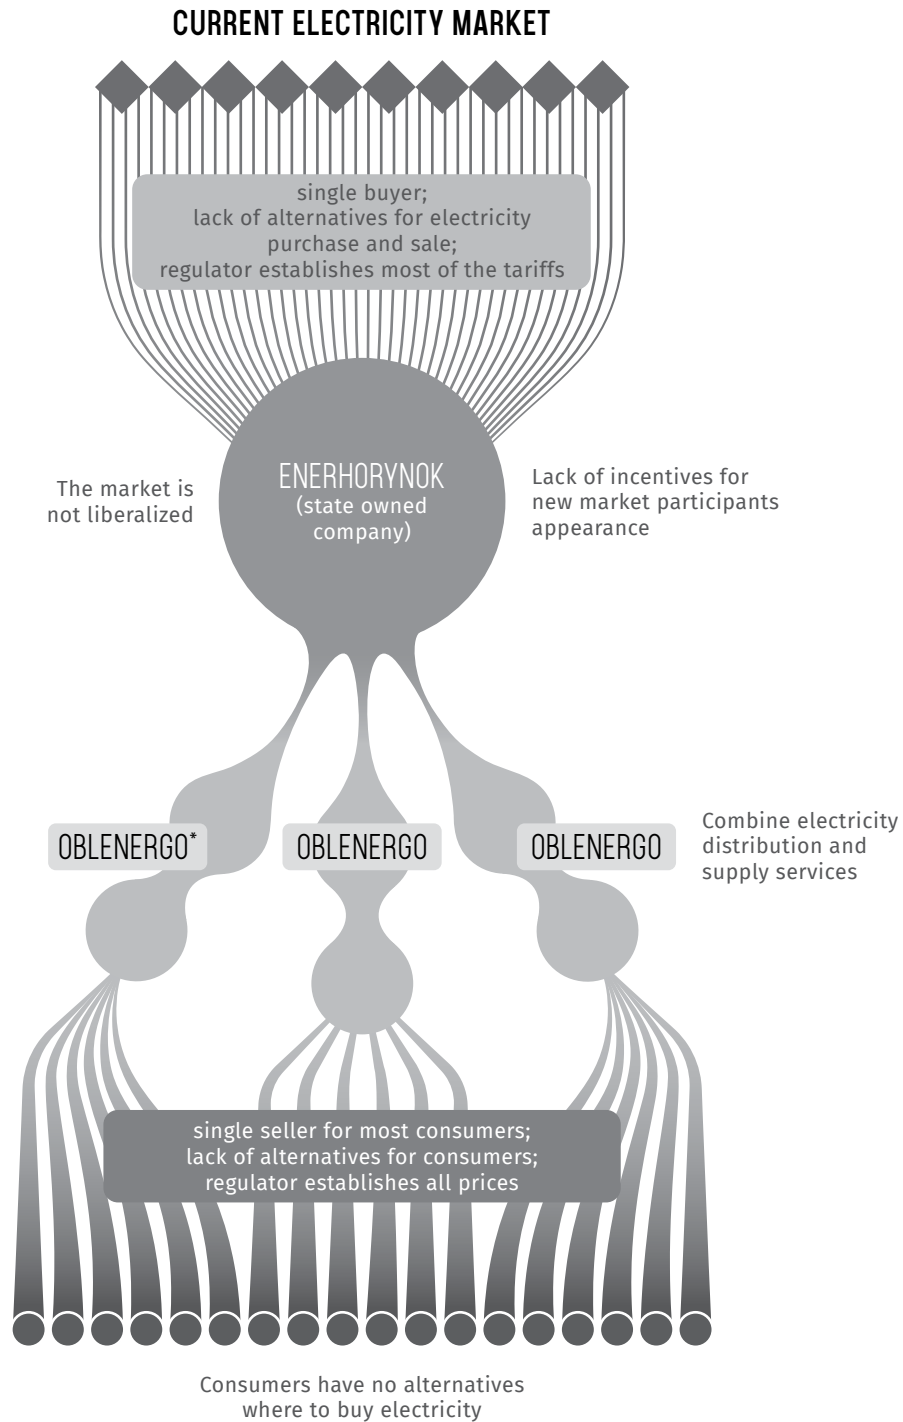 CURRENT ELECTRICITY MARKET
single buyer;
lack of alternatives for electricity
purchase and sale;
regulator establishes most of the tariffs
ENERHORYNOK
(state owned
company)
The market is
not liberalized
Lack of incentives for
new market participants
appearance
OBLENERGO*
OBLENERGO
OBLENERGO
Combine electricity
distribution and
supply services
single seller for most consumers;
lack of alternatives for consumers;
regulator establishes all prices
Consumers have no alternatives
where to buy electricity